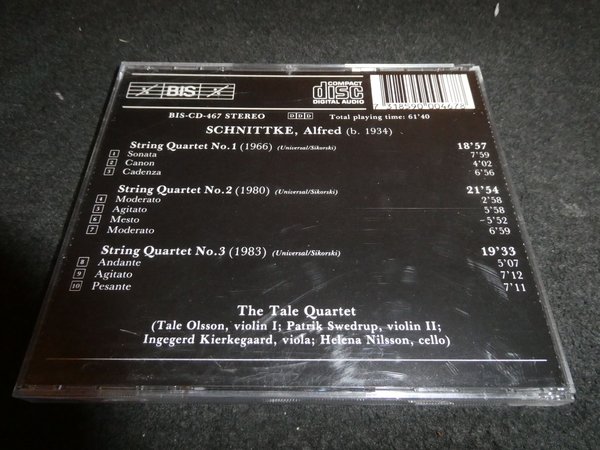 BIS
COMPACT
disc
DIGITAL AUDIO
7 318590 004678
BIS-CD-467 STEREO DDD Total playing time: 61'40
SCHNITTKE, Alfred (b. 1934)
String Quartet No.1 (1966) (Universal/Sikorski) 18'57
1 Sonata 7'59
2 Canon 4'02
3 Cadenza 6'56
String Quartet No.2 (1980) (Universal/Sikorski) 21'54
4 Moderato 2'58
5 Agitato 5'58
6 Mesto 5'52
7 Moderato 6'59
String Quartet No.3 (1983) (Universal/Sikorski) 19'33
8 Andante 5'07
9 Agitato 7'12
10 Pesante 7'11
The Tale Quartet
(Tale Olsson, violin I; Patrik Swedrup, violin II;
Ingegerd Kierkegaard, viola; Helena Nilsson, cello)